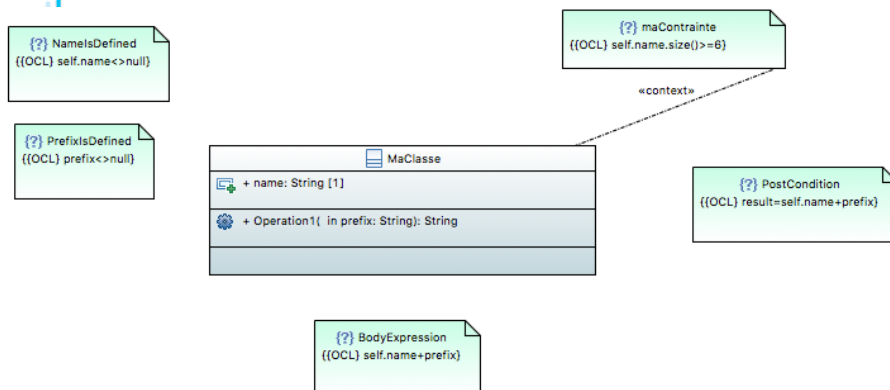 {?} NameIsDefined
{{OCL} self.name<>null}
{?} maContrainte
{{OCL} self.name.size()>=6}
«context»
{?} PrefixIsDefined
{{OCL} prefix<>null}
MaClasse
+ name: String [1]
+ Operation1( in prefix: String): String
{?} PostCondition
{{OCL} result=self.name+prefix}
{?} BodyExpression
{{OCL} self.name+prefix}